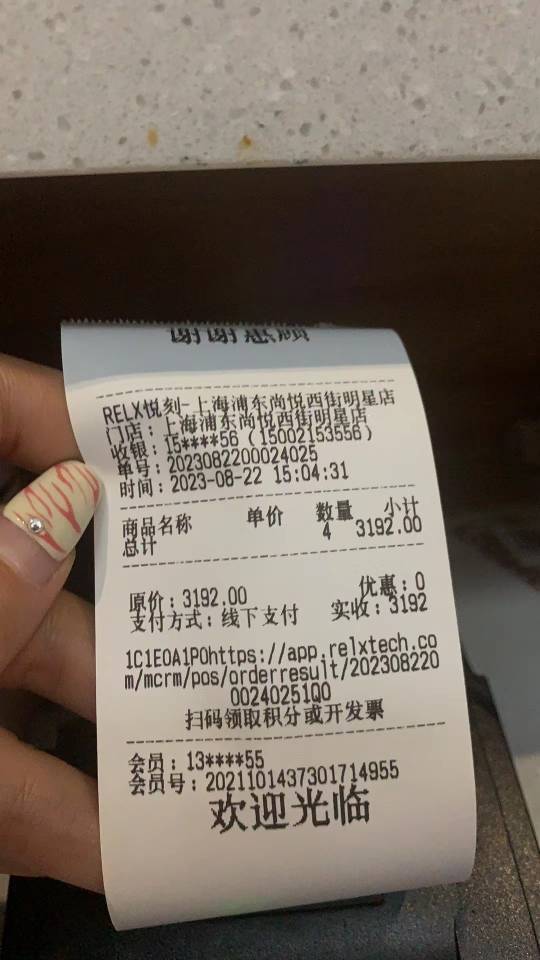 谢谢惠顾
RELX悦刻-上海浦东尚悦西街明星店
门店：上海浦东尚悦西街明星店
收银：15****56（15002153556）
单号：2023082200024025
时间：2023-08-22 15:04:31
商品名称 单价 数量 小计
总计 4 3192.00
原价：3192.00 优惠：0
支付方式：线下支付 实收：3192
1C1E0A1P0https://app.relxtech.co
m/mcrm/pos/orderresult/202308220
00240251Q0
扫码领取积分或开发票
会员：13****55
会员号：2021101437301714955
欢迎光临